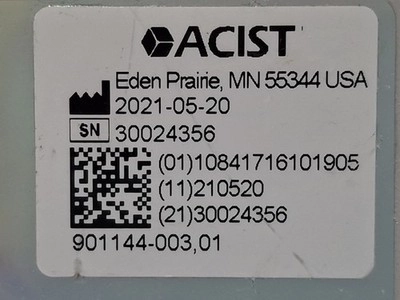 ACIST
Eden Prairie, MN 55344 USA
2021-05-20
SN 30024356
(01)10841716101905
(11)210520
(21)30024356
901144-003,01